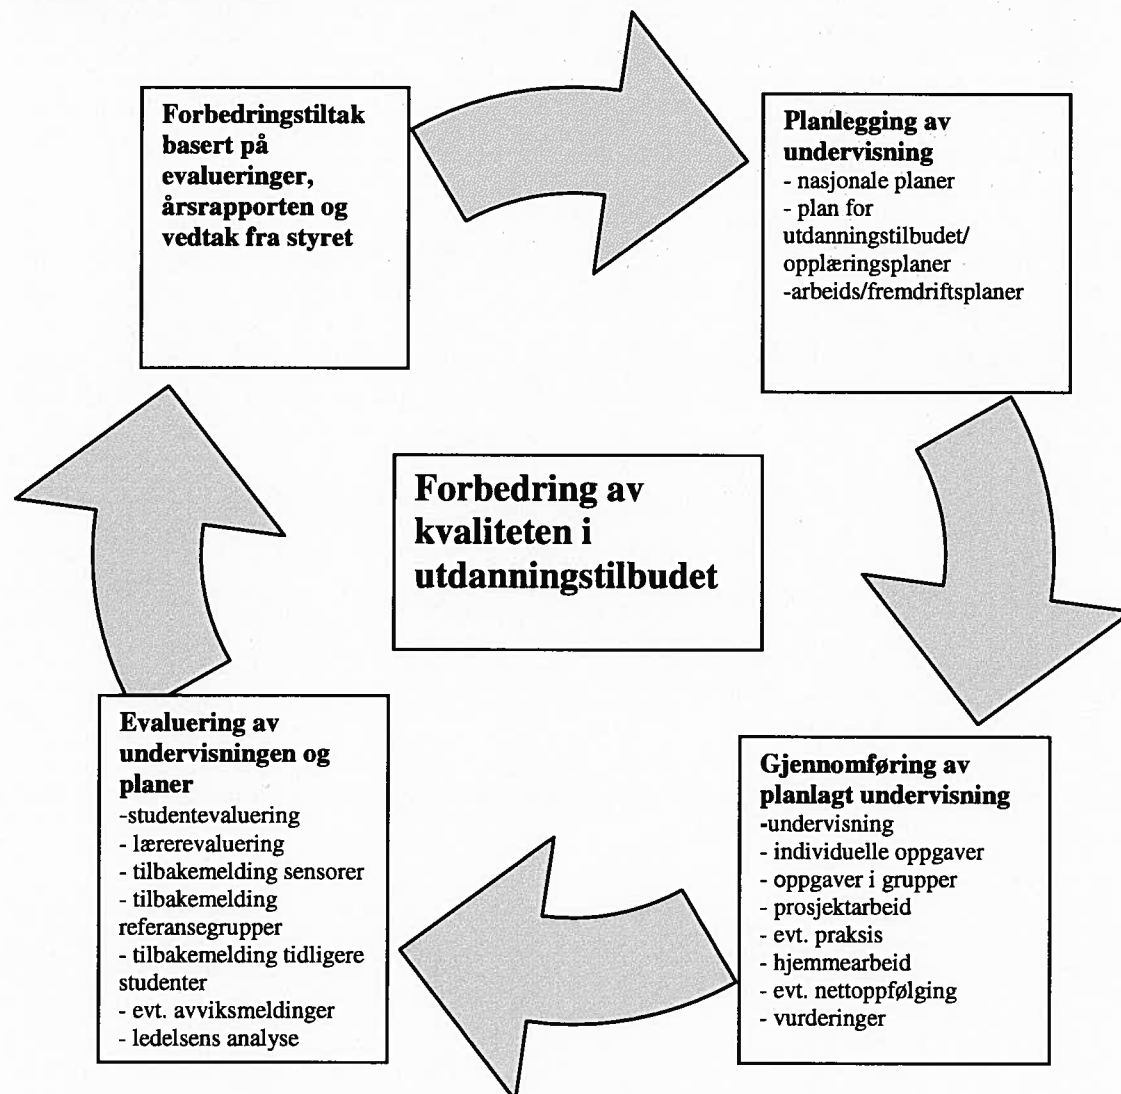 Forbedringstiltak
basert på
evalueringer,
årsrapporten og
vedtak fra styret
Planlegging av
undervisning
- nasjonale planer
- plan for
utdanningstilbudet/
opplæringsplaner
-arbeids/fremdriftsplaner
Forbedring av
kvaliteten i
utdanningstilbudet
Evaluering av
undervisningen og
planer
-studentevaluering
- lærerevaluering
- tilbakemelding sensorer
- tilbakemelding
referansegrupper
- tilbakemelding tidligere
studenter
- evt. avviksmeldinger
- ledelsens analyse
Gjennomføring av
planlagt undervisning
-undervisning
- individuelle oppgaver
- oppgaver i grupper
- prosjektarbeid
- evt. praksis
- hjemmearbeid
- evt. nettoppfølging
- vurderinger